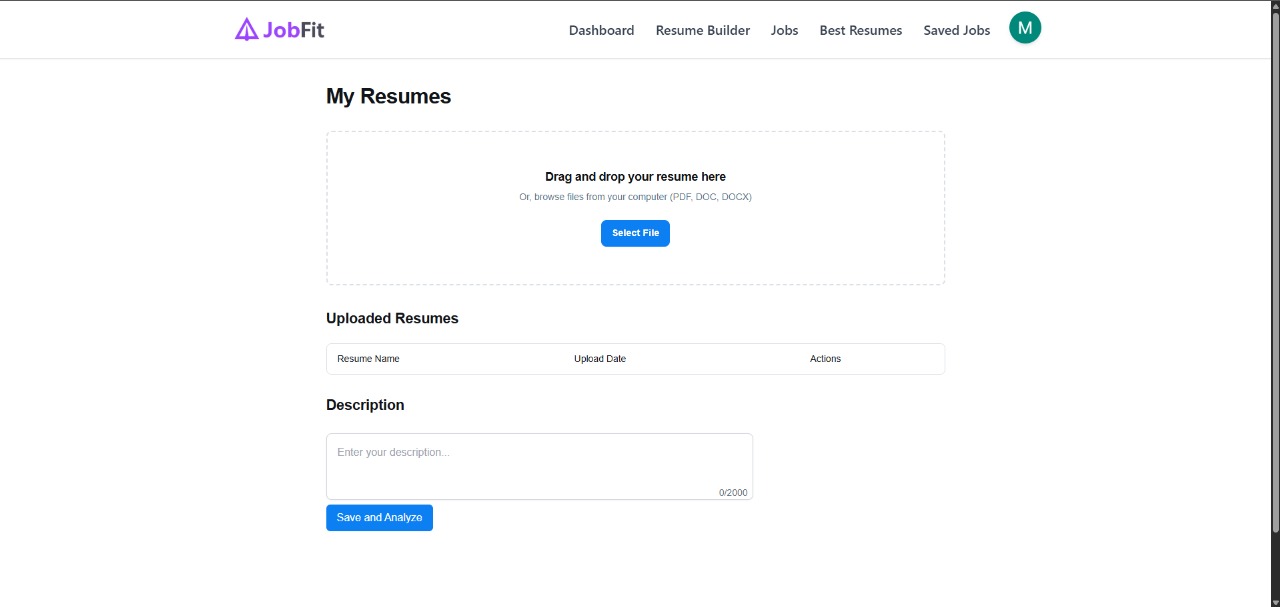 JobFit
Dashboard Resume Builder Jobs Best Resumes Saved Jobs M
My Resumes
Drag and drop your resume here
Or, browse files from your computer (PDF, DOC, DOCX)
Select File
Uploaded Resumes
Resume Name Upload Date Actions
Description
Enter your description...
0/2000
Save and Analyze